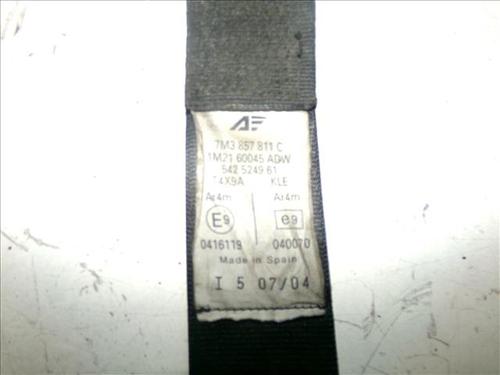 7M3 857 811 C
1M21 60045 ADW
542 5249 61
T4X9A KLE
Ar4m Ar4m
E9 e9
0416119 040070
Made in Spain
I 5 07/04